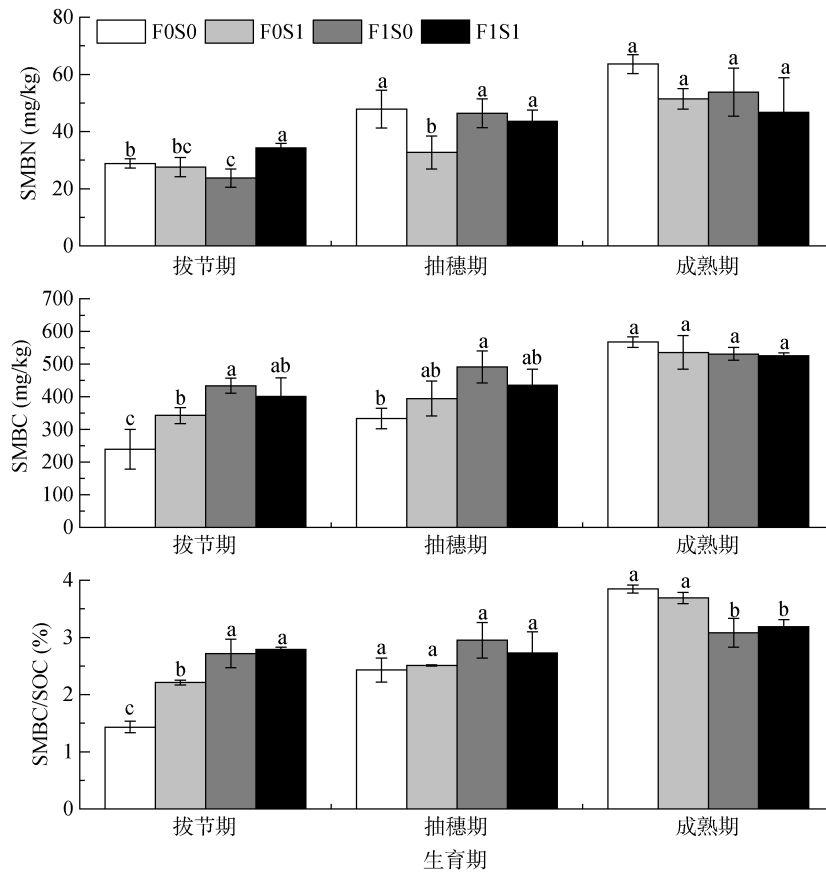 F0S0 F0S1 F1S0 F1S1
SMBN (mg/kg)
80
60
40
20
0
b bc c a
a b a a
a a a a
拔节期 抽穗期 成熟期
SMBC (mg/kg)
700
600
500
400
300
200
100
0
c b a ab
b ab a ab
a a a a
拔节期 抽穗期 成熟期
SMBC/SOC (%)
4
3
2
1
0
c b a a
a a a a
a a b b
拔节期 抽穗期 成熟期
生育期